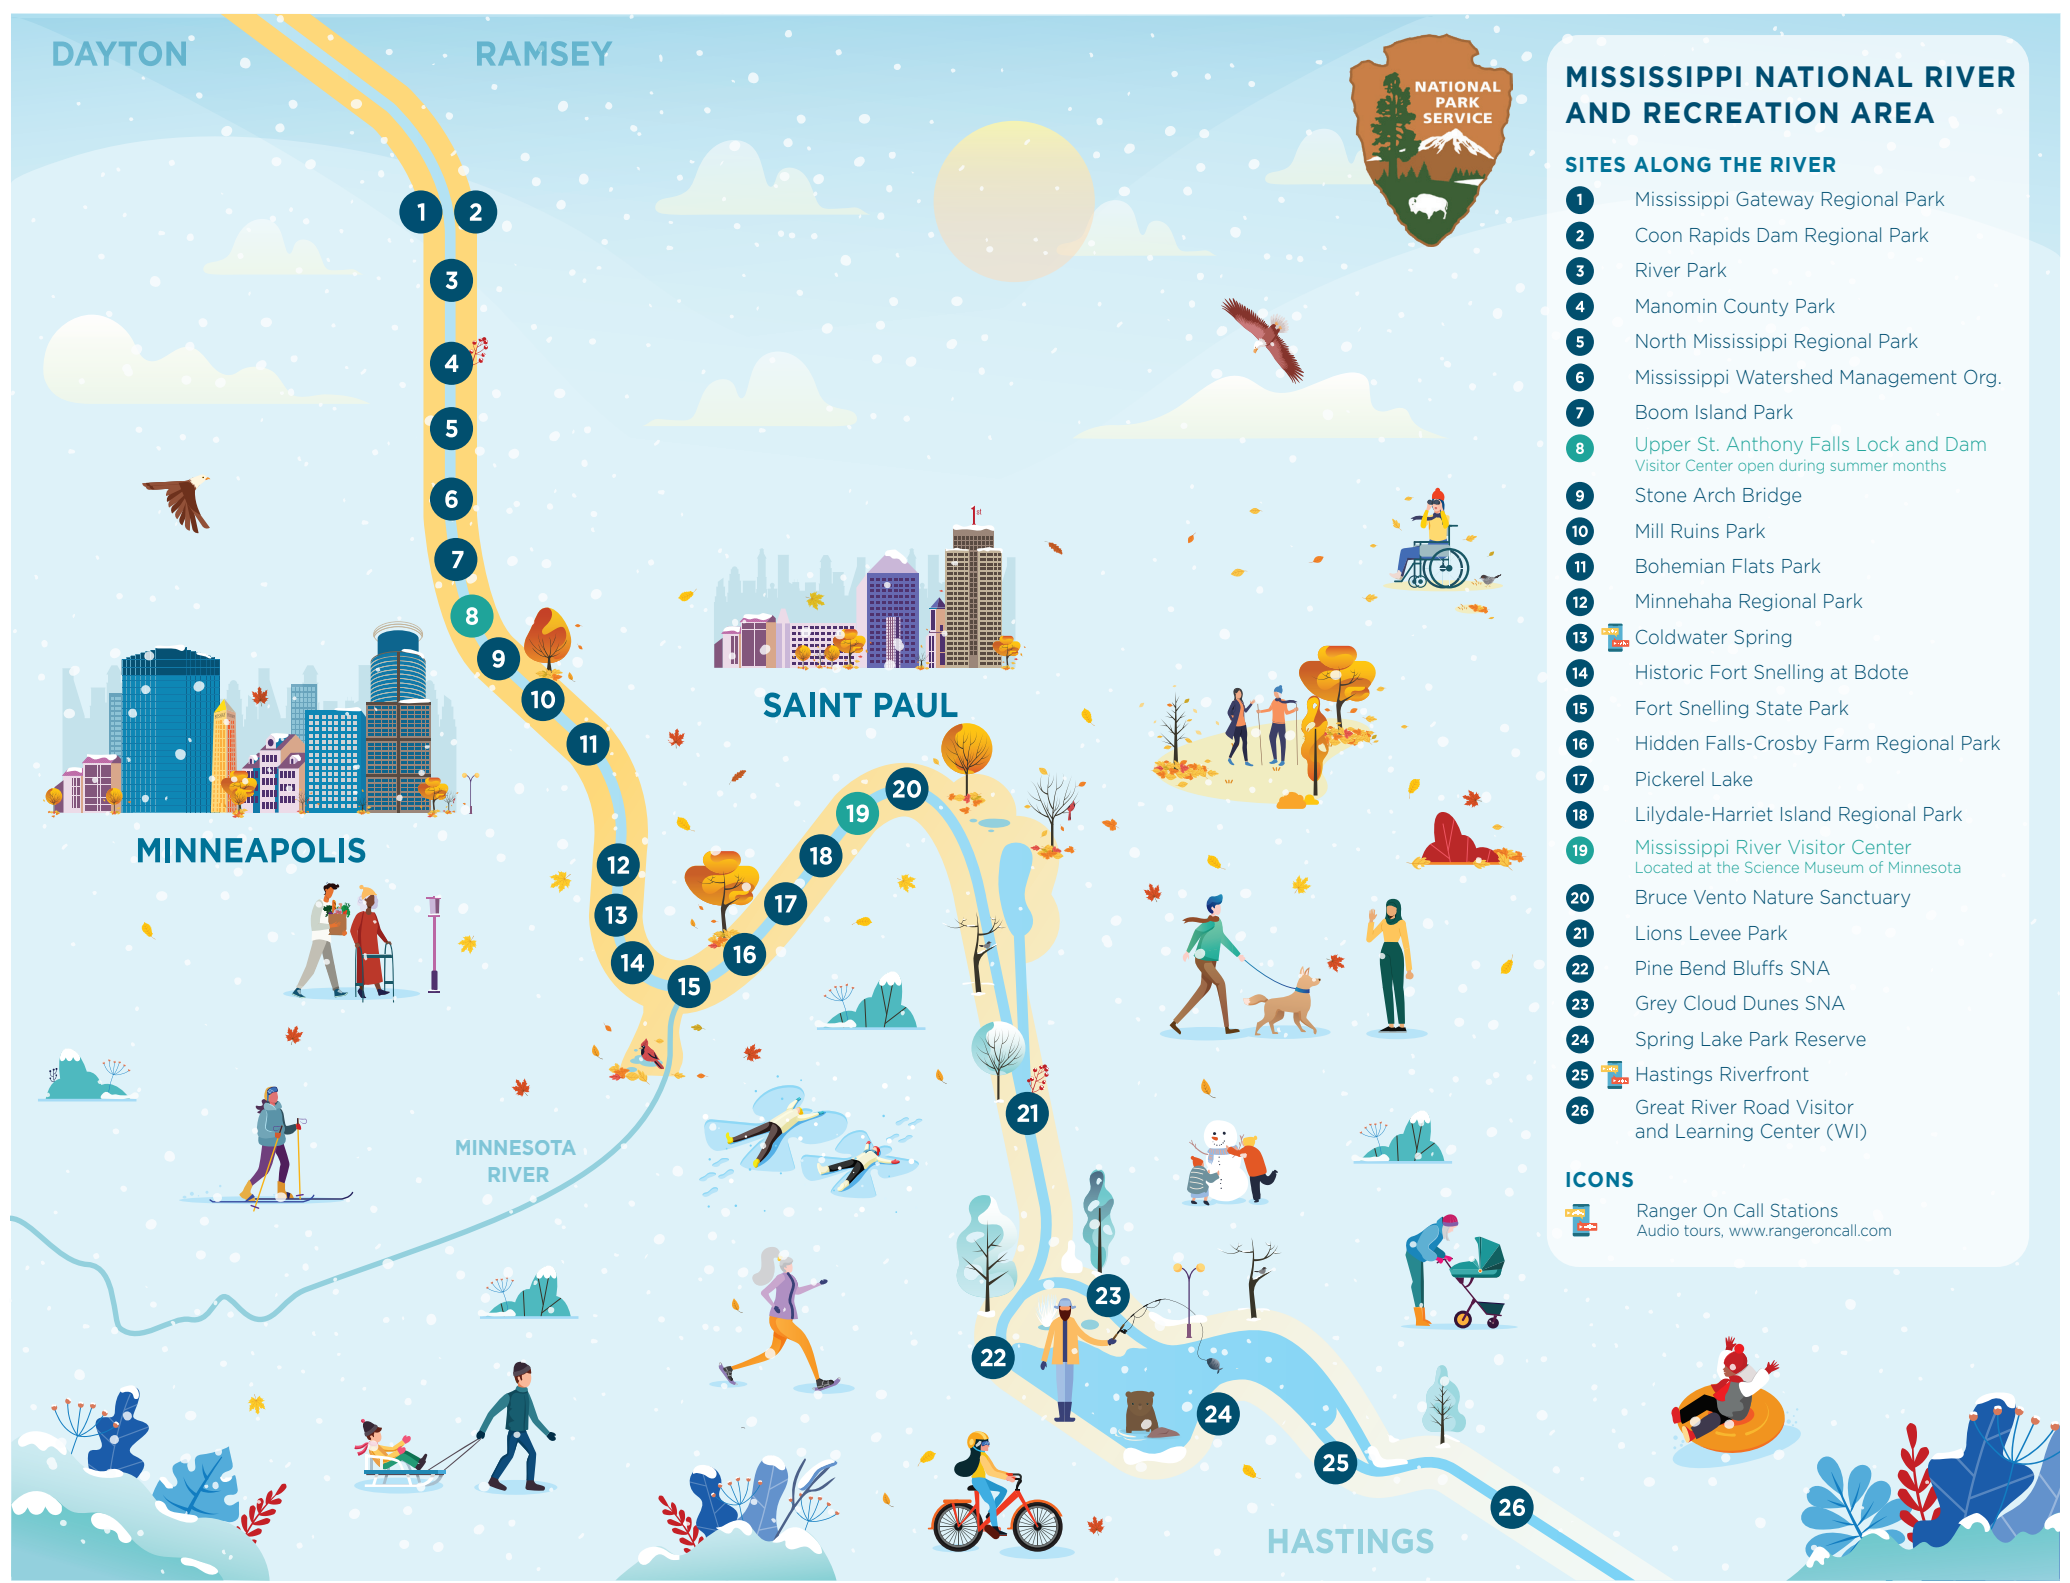 DAYTON
RAMSEY
NATIONAL
PARK
SERVICE
1
2
3
4
5
6
7
8
9
10
11
12
13
14
15
16
17
18
19
20
21
22
23
24
25
26
1st
SAINT PAUL
MINNEAPOLIS
MINNESOTA
RIVER
HASTINGS
MISSISSIPPI NATIONAL RIVER
AND RECREATION AREA
SITES ALONG THE RIVER
1 Mississippi Gateway Regional Park
2 Coon Rapids Dam Regional Park
3 River Park
4 Manomin County Park
5 North Mississippi Regional Park
6 Mississippi Watershed Management Org.
7 Boom Island Park
8 Upper St. Anthony Falls Lock and Dam
Visitor Center open during summer months
9 Stone Arch Bridge
10 Mill Ruins Park
11 Bohemian Flats Park
12 Minnehaha Regional Park
13 Coldwater Spring
14 Historic Fort Snelling at Bdote
15 Fort Snelling State Park
16 Hidden Falls-Crosby Farm Regional Park
17 Pickerel Lake
18 Lilydale-Harriet Island Regional Park
19 Mississippi River Visitor Center
Located at the Science Museum of Minnesota
20 Bruce Vento Nature Sanctuary
21 Lions Levee Park
22 Pine Bend Bluffs SNA
23 Grey Cloud Dunes SNA
24 Spring Lake Park Reserve
25 Hastings Riverfront
26 Great River Road Visitor
and Learning Center (WI)
ICONS
Ranger On Call Stations
Audio tours, www.rangeroncall.com